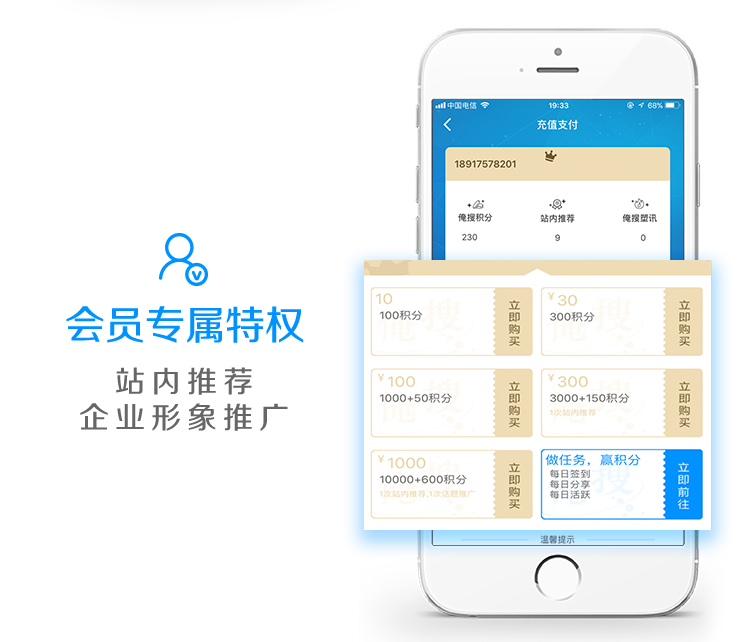 会员专属特权
站内推荐
企业形象推广
中国电信
19:33
68%
充值支付
18917578201
俺搜积分
站内推荐
俺搜塑讯
230
9
0
10
100积分
立即购买
¥30
300积分
立即购买
¥100
1000+50积分
立即购买
¥300
3000+150积分
1次站内推荐
立即购买
¥1000
10000+600积分
1次站内推荐,1次话题推广
立即购买
做任务，赢积分
每日签到
每日分享
每日活跃
立即前往
温馨提示